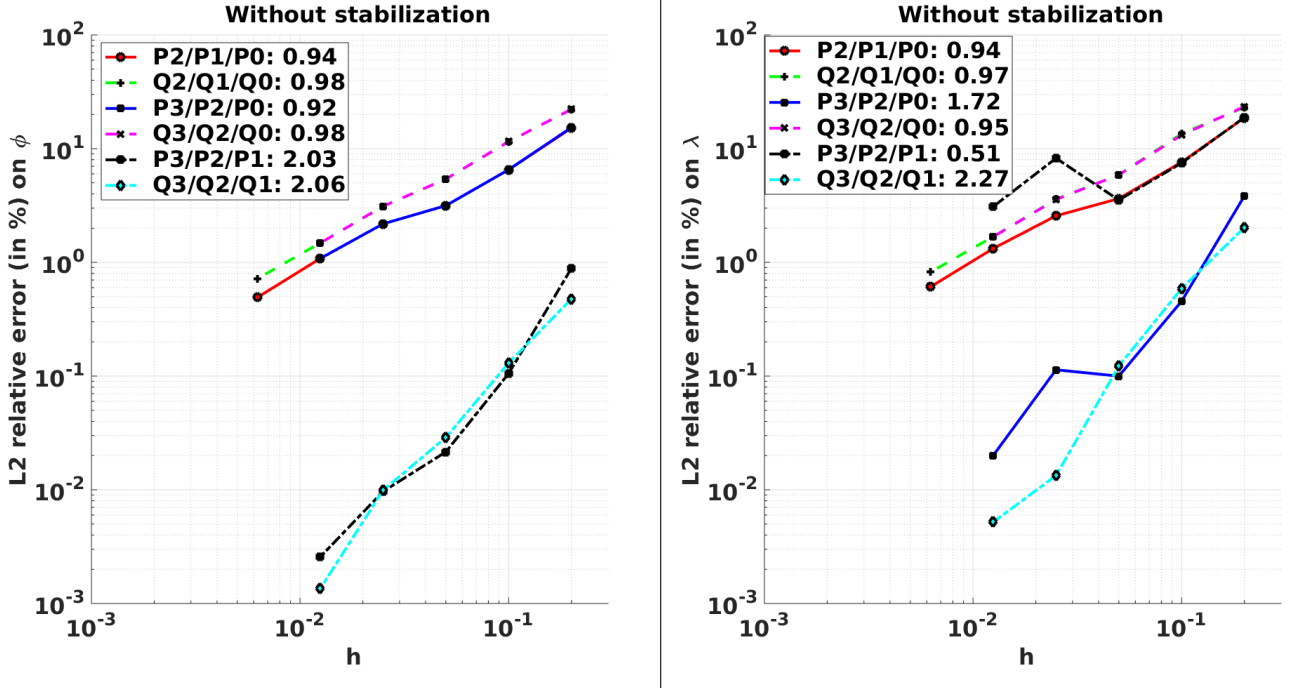 Without stabilization
10^2
10^1
10^0
10^-1
10^-2
10^-3
L2 relative error (in %) on ϕ
P2/P1/P0: 0.94
Q2/Q1/Q0: 0.98
P3/P2/P0: 0.92
Q3/Q2/Q0: 0.98
P3/P2/P1: 2.03
Q3/Q2/Q1: 2.06
10^-3
10^-2
10^-1
h
Without stabilization
10^2
10^1
10^0
10^-1
10^-2
10^-3
L2 relative error (in %) on λ
P2/P1/P0: 0.94
Q2/Q1/Q0: 0.97
P3/P2/P0: 1.72
Q3/Q2/Q0: 0.95
P3/P2/P1: 0.51
Q3/Q2/Q1: 2.27
10^-3
10^-2
10^-1
h